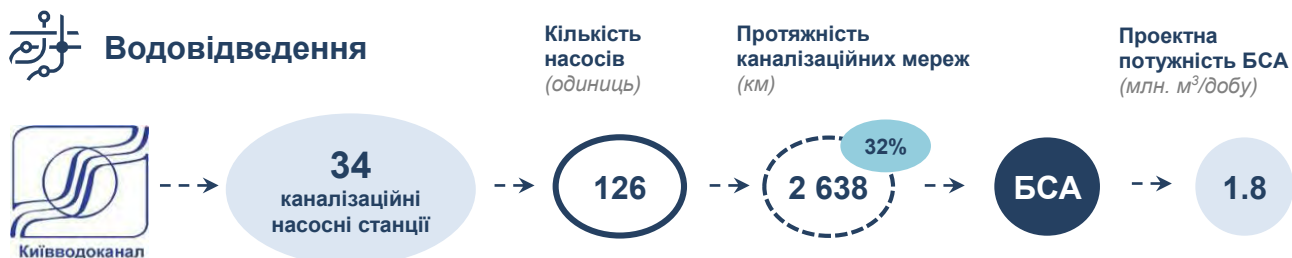 Водовідведення
Кількість
насосів
(одиниць)
Протяжність
каналізаційних мереж
(км)
Проектна
потужність БСА
(млн. м³/добу)
Київводоканал
34
каналізаційні
насосні станції
126
2 638
32%
БСА
1.8